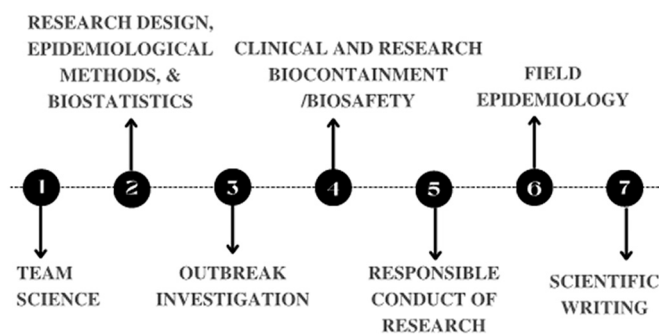 RESEARCH DESIGN,
EPIDEMIOLOGICAL
METHODS, &
BIOSTATISTICS
CLINICAL AND RESEARCH
BIOCONTAINMENT
/BIOSAFETY)
FIELD
EPIDEMIOLOGY
1 2 3 4 5 6 7
TEAM
SCIENCE
OUTBREAK
INVESTIGATION
RESPONSIBLE
CONDUCT OF
RESEARCH
SCIENTIFIC
WRITING